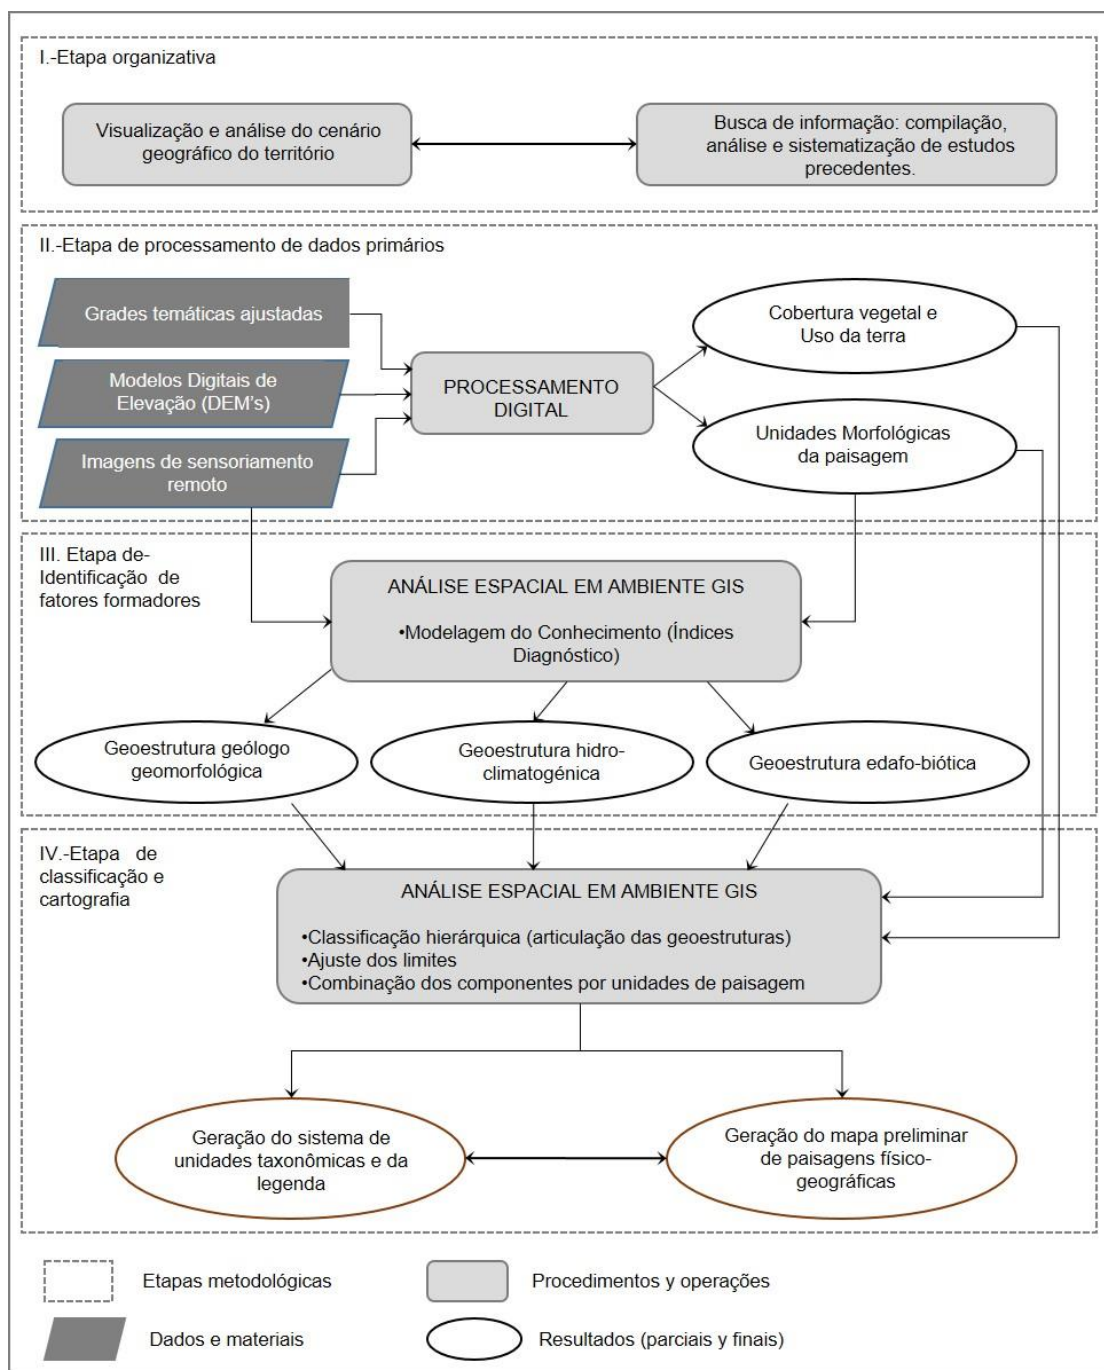 I.-Etapa organizativa
Visualização e análise do cenário
geográfico do território
Busca de informação: compilação,
análise e sistematização de estudos
precedentes.
II.-Etapa de processamento de dados primários
Grades temáticas ajustadas
Modelos Digitais de
Elevação (DEM's)
Imagens de sensoriamento
remoto
PROCESSAMENTO
DIGITAL
Cobertura vegetal e
Uso da terra
Unidades Morfológicas
da paisagem
III. Etapa de-
Identificação de
fatores formadores
ANÁLISE ESPACIAL EM AMBIENTE GIS
•Modelagem do Conhecimento (Índices
Diagnóstico)
Geoestrutura geólogo
geomorfológica
Geoestrutura hidro-
climatogénica
Geoestrutura edafo-biótica
IV.-Etapa de
classificação e
cartografia
ANÁLISE ESPACIAL EM AMBIENTE GIS
•Classificação hierárquica (articulação das geoestruturas)
•Ajuste dos limites
•Combinação dos componentes por unidades de paisagem
Geração do sistema de
unidades taxonômicas e da
legenda
Geração do mapa preliminar
de paisagens físico-
geográficas
Etapas metodológicas
Procedimentos y operações
Dados e materiais
Resultados (parciais y finais)